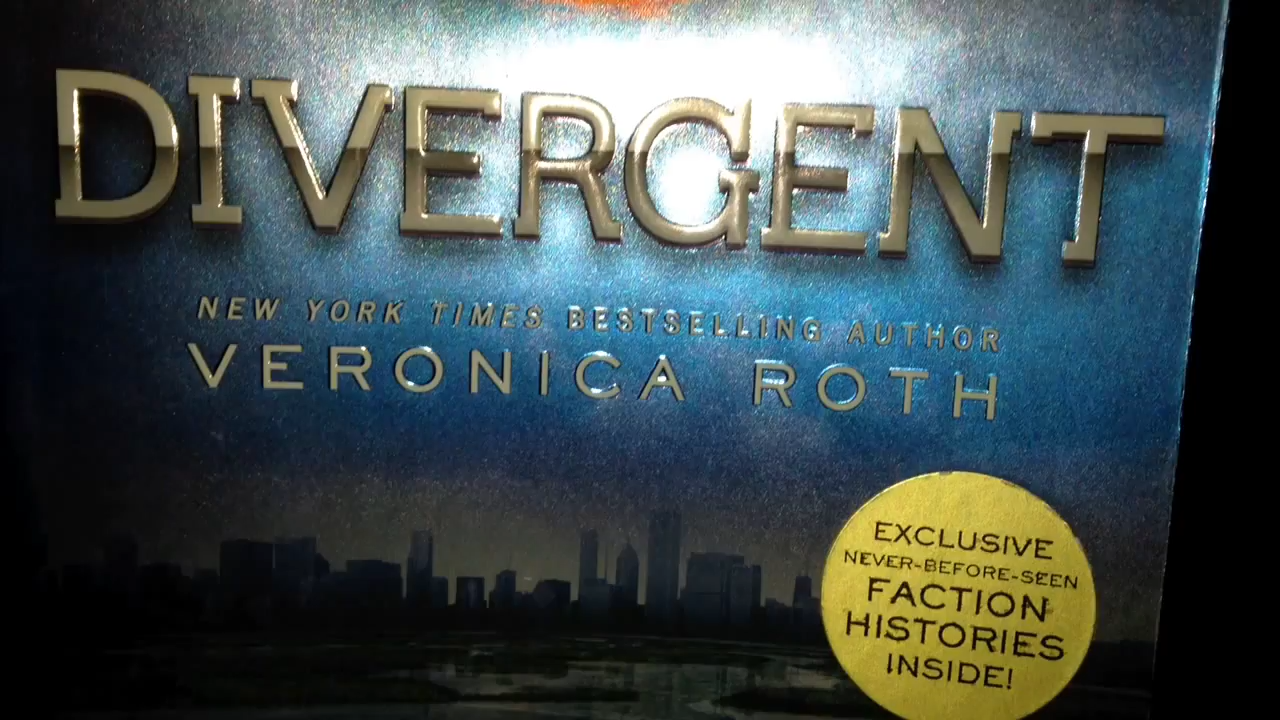 DIVERGENT
NEW YORK TIMES BESTSELLING AUTHOR
VERONICA ROTH
EXCLUSIVE
NEVER-BEFORE-SEEN
FACTION
HISTORIES
INSIDE!